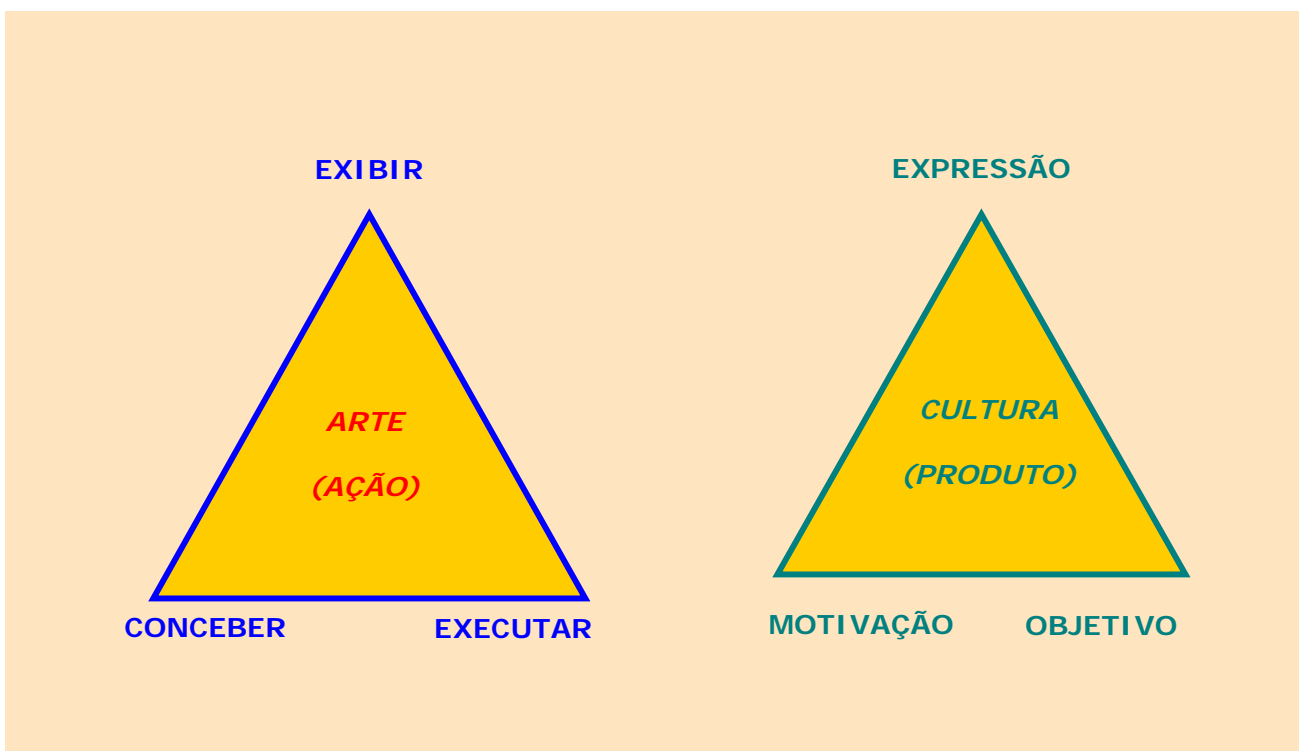 EXIBIR
ARTE
(AÇÃO)
CONCEBER
EXECUTAR
EXPRESSÃO
CULTURA
(PRODUTO)
MOTIVAÇÃO
OBJETIVO